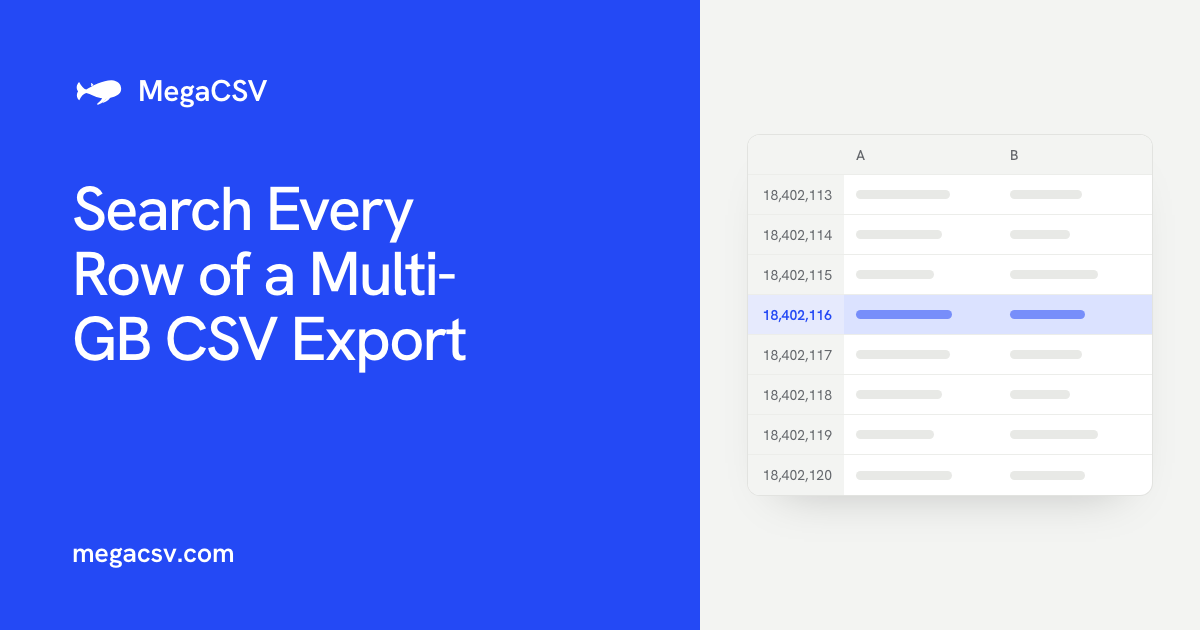 MegaCSV
Search Every
Row of a Multi-
GB CSV Export
megacsv.com
A B
18,402,113
18,402,114
18,402,115
18,402,116
18,402,117
18,402,118
18,402,119
18,402,120